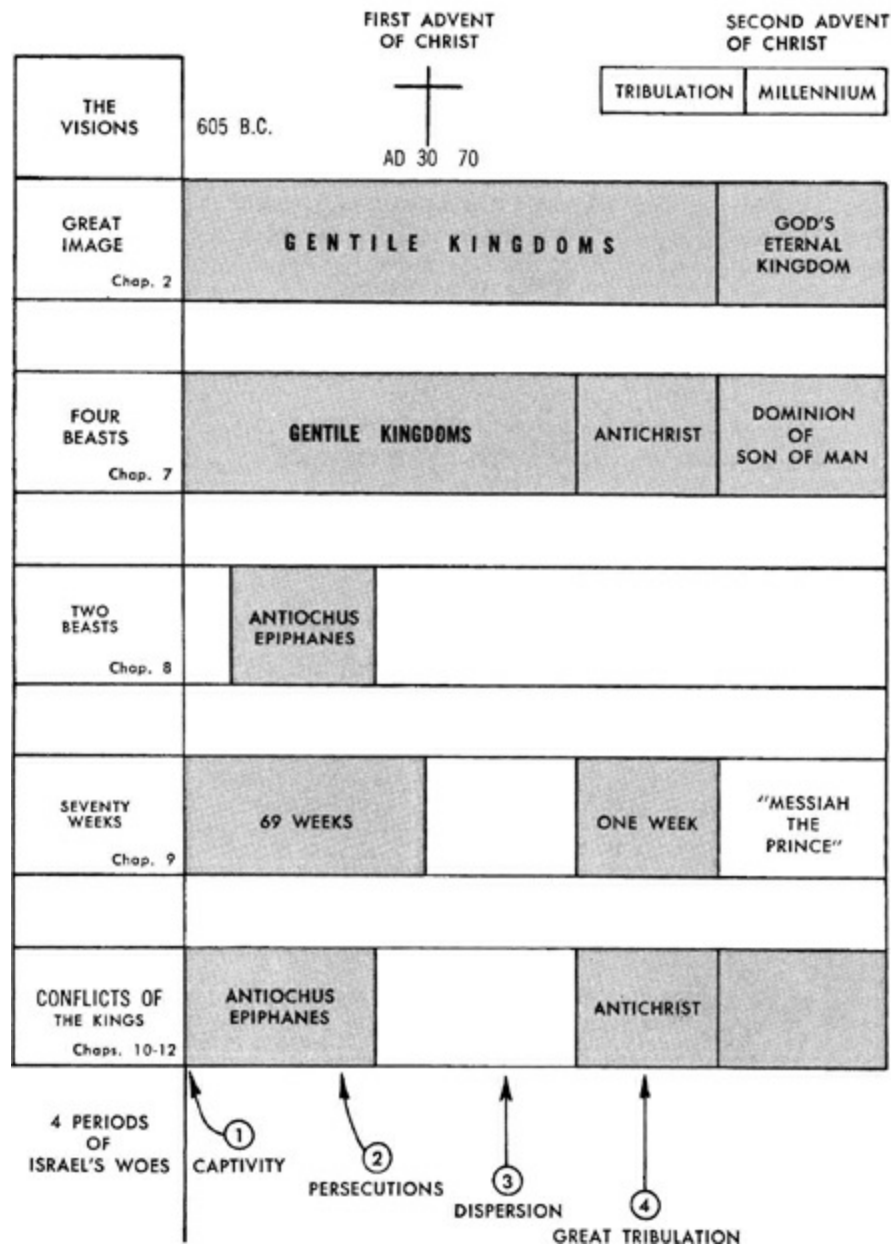 FIRST ADVENT
OF CHRIST
SECOND ADVENT
OF CHRIST
TRIBULATION
MILLENNIUM
THE
VISIONS
605 B.C.
AD 30 70
GREAT
IMAGE
Chap. 2
GENTILE KINGDOMS
GOD'S
ETERNAL
KINGDOM
FOUR
BEASTS
Chap. 7
GENTILE KINGDOMS
ANTICHRIST
DOMINION
OF
SON OF MAN
TWO
BEASTS
Chap. 8
ANTIOCHUS
EPIPHANES
SEVENTY
WEEKS
Chap. 9
69 WEEKS
ONE WEEK
"MESSIAH
THE
PRINCE"
CONFLICTS OF
THE KINGS
Chaps. 10-12
ANTIOCHUS
EPIPHANES
ANTICHRIST
4 PERIODS
OF
ISRAEL'S WOES
1
CAPTIVITY
2
PERSECUTIONS
3
DISPERSION
4
GREAT TRIBULATION